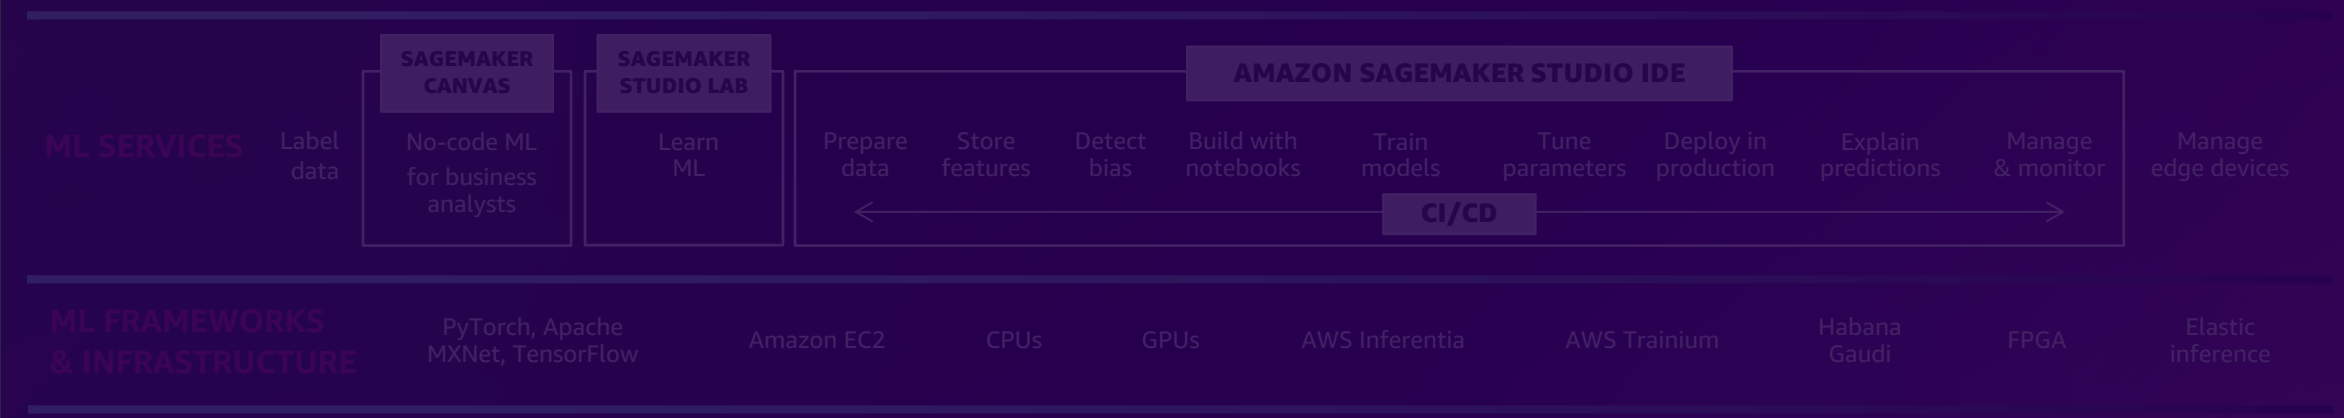 SAGEMAKER
CANVAS
SAGEMAKER
STUDIO LAB
AMAZON SAGEMAKER STUDIO IDE
ML SERVICES
Label
data
No-code ML
for business
analysts
Learn
ML
Prepare
data
Store
features
Detect
bias
Build with
notebooks
Train
models
Tune
parameters
Deploy in
production
Explain
predictions
Manage
& monitor
Manage
edge devices
CI/CD
ML FRAMEWORKS
& INFRASTRUCTURE
PyTorch, Apache
MXNet, TensorFlow
Amazon EC2
CPUs
GPUs
AWS Inferentia
AWS Trainium
Habana
Gaudi
FPGA
Elastic
inference